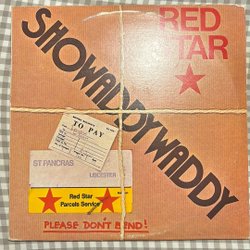 RED
STAR
SHOWADDYWADDY
TO PAY
ST PANCRAS
LEICESTER
Red Star
Parcels Service
PLEASE DON'T BEND!